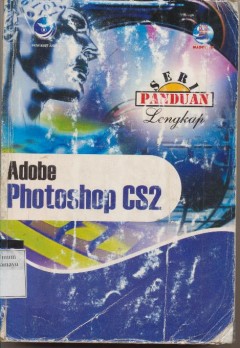 SERI
PANDUAN
Lengkap
Adobe
Photoshop CS2